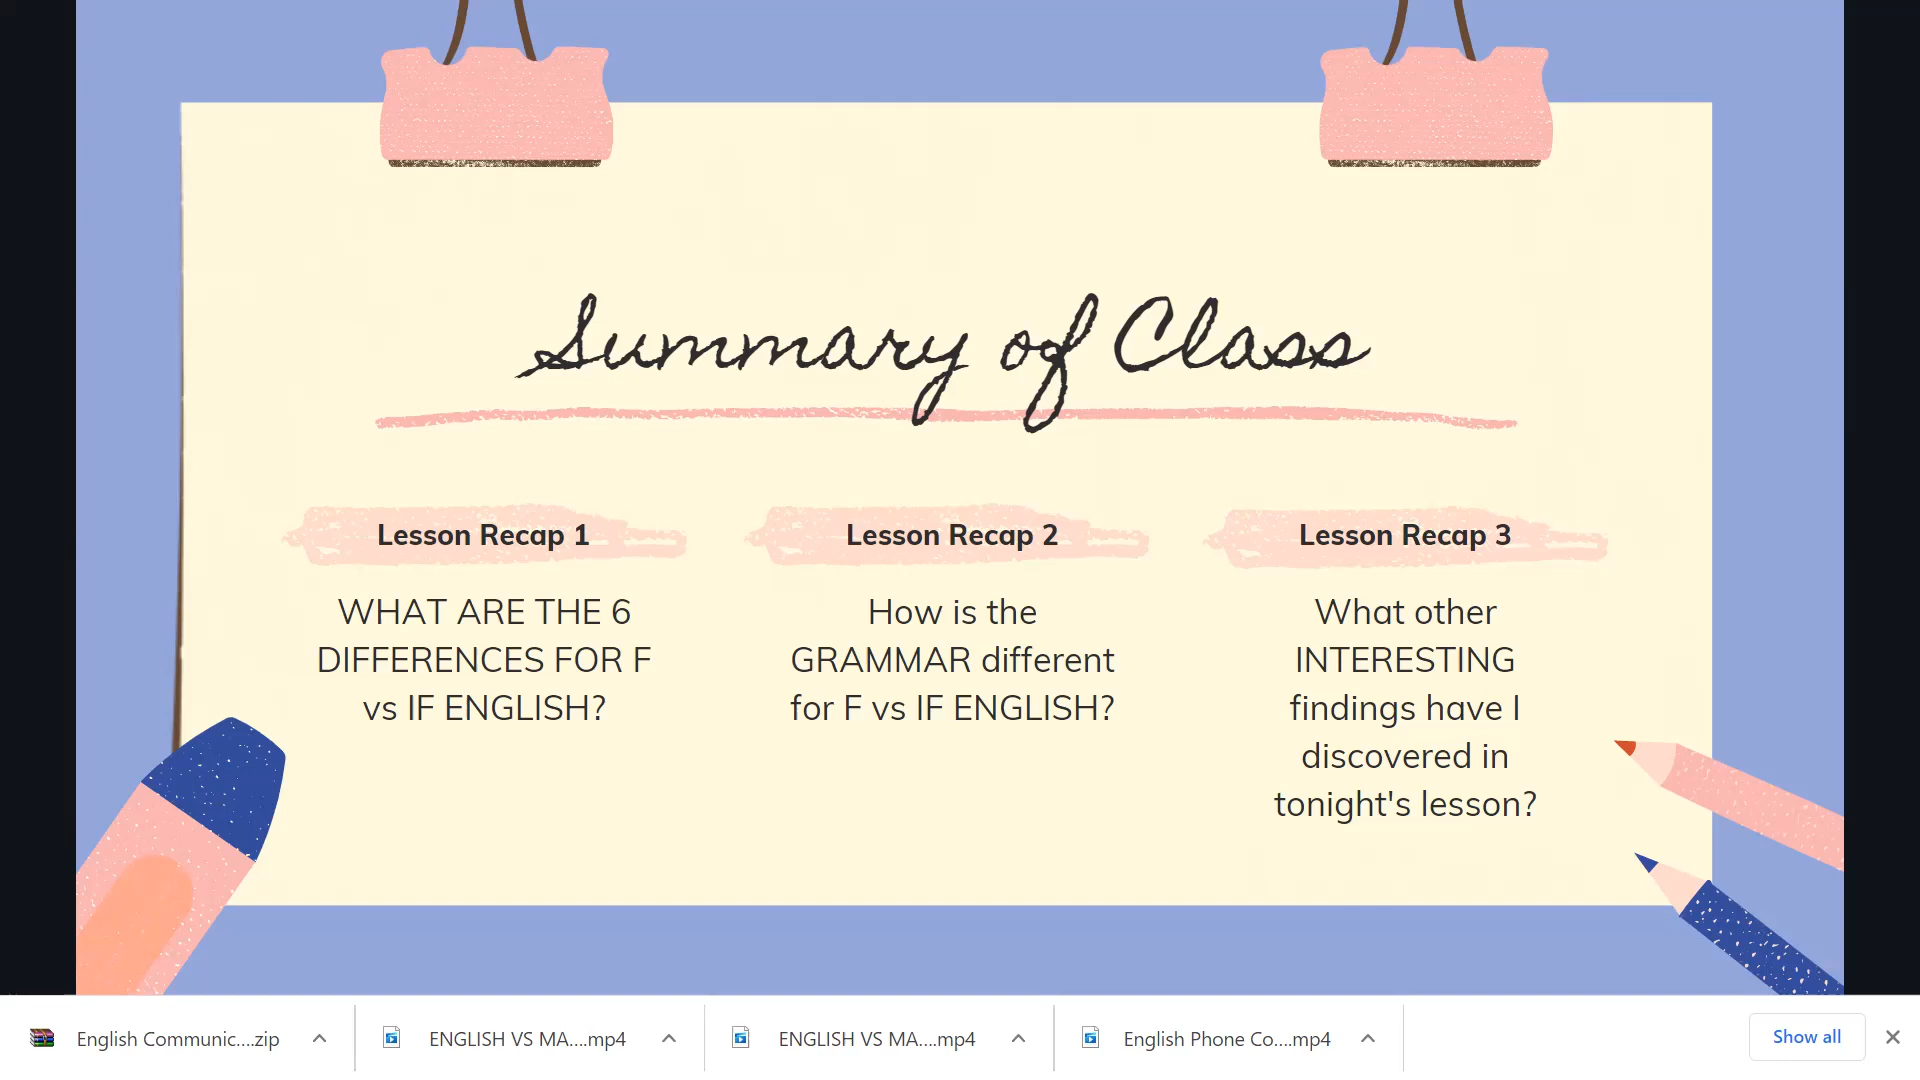 Summary of Class
Lesson Recap 1
WHAT ARE THE 6
DIFFERENCES FOR F
vs IF ENGLISH?
Lesson Recap 2
How is the
GRAMMAR different
for F vs IF ENGLISH?
Lesson Recap 3
What other
INTERESTING
findings have I
discovered in
tonight's lesson?
English Communic....zip
ENGLISH VS MA....mp4
ENGLISH VS MA....mp4
English Phone Co....mp4
Show all